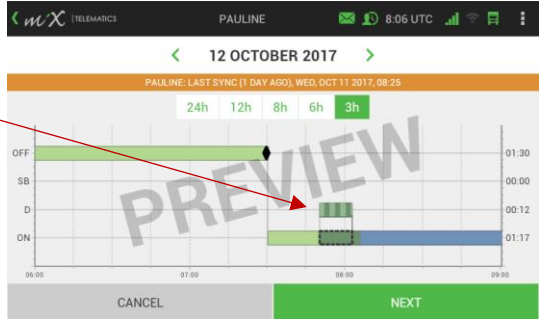 miX TELEMATICS PAULINE 8:06 UTC
12 OCTOBER 2017
PAULINE: LAST SYNC (1 DAY AGO), WED, OCT 11 2017, 08:25
24h 12h 8h 6h 3h
PREVIEW
OFF 01:30
SB 00:00
D 00:12
ON 01:17
06:00 07:00 08:00 09:00
CANCEL NEXT